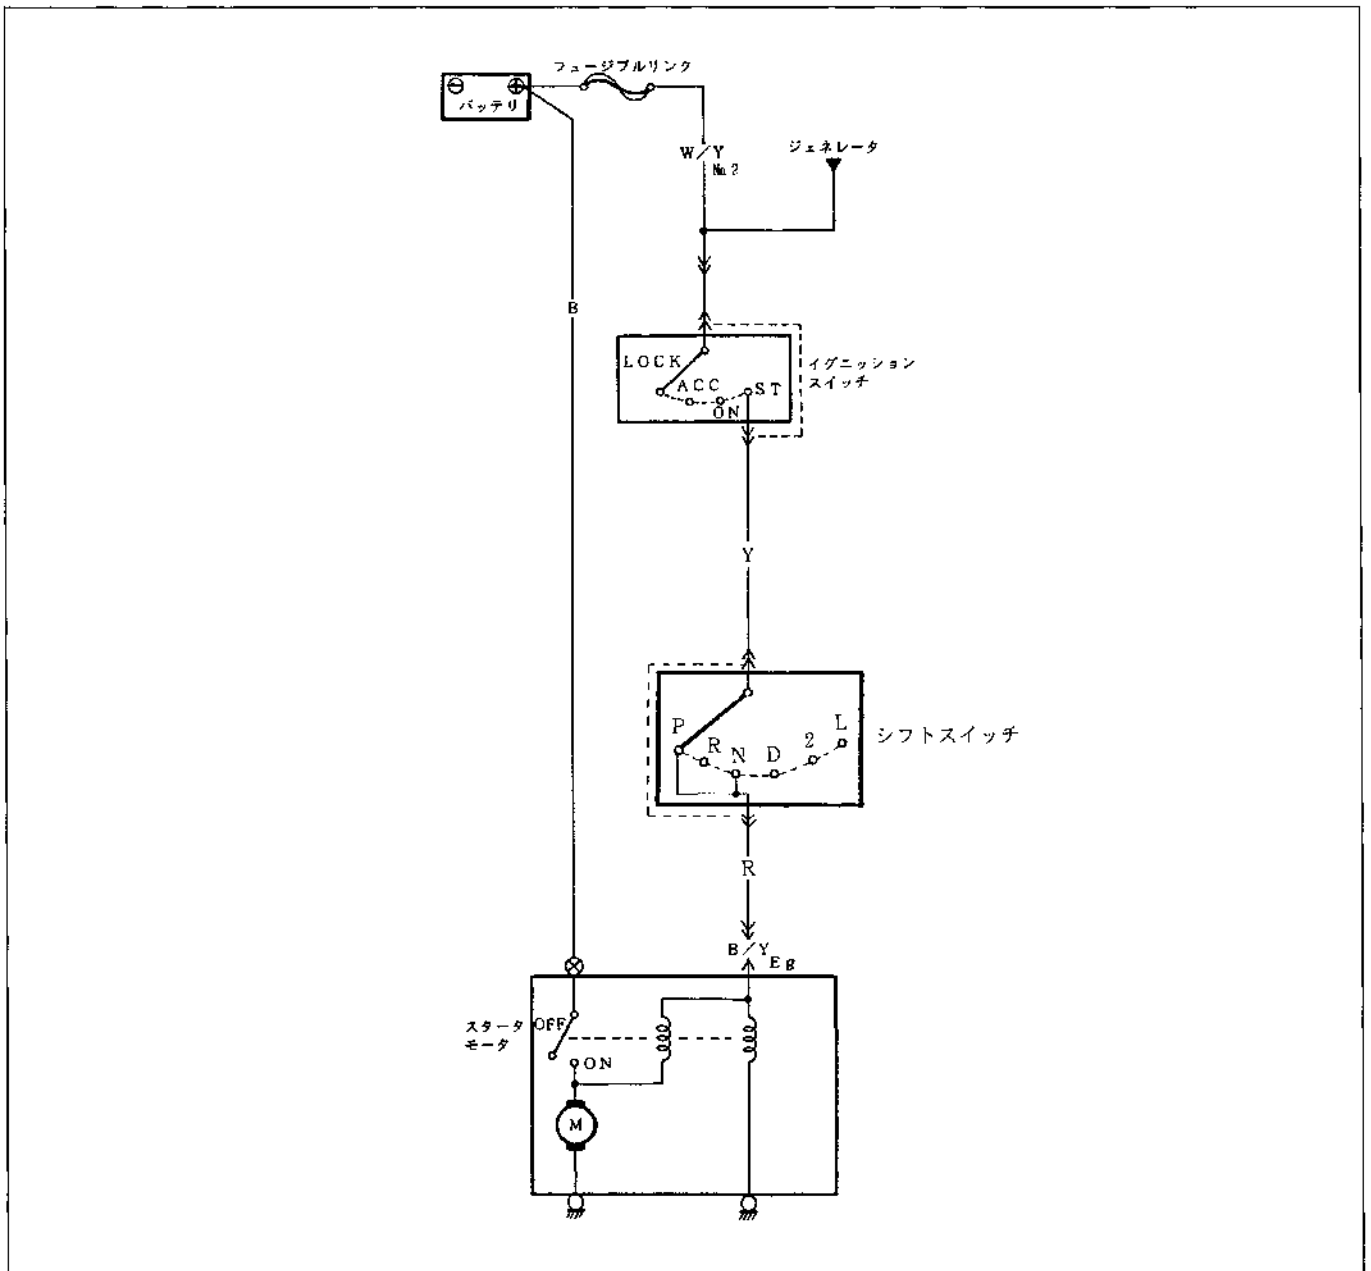 フュージブルリンク
⊖ ⊕
バッテリ
W/Y
№2
ジェネレータ
B
LOCK
ACC
ON
ST
イグニッション
スイッチ
Y
P
R
N
D
2
L
シフトスイッチ
R
B/Y
Eg
スタータ
モータ
OFF
ON
M